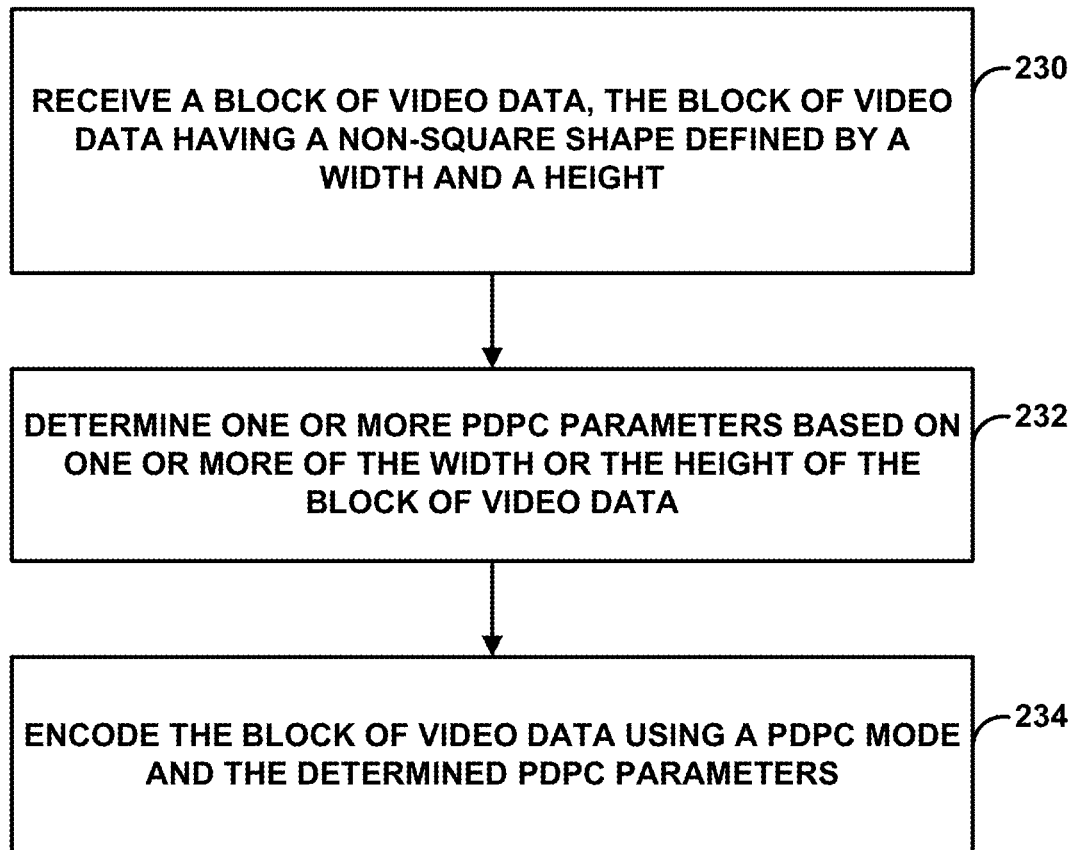 RECEIVE A BLOCK OF VIDEO DATA, THE BLOCK OF VIDEO
DATA HAVING A NON-SQUARE SHAPE DEFINED BY A
WIDTH AND A HEIGHT
230
DETERMINE ONE OR MORE PDPC PARAMETERS BASED ON
ONE OR MORE OF THE WIDTH OR THE HEIGHT OF THE
BLOCK OF VIDEO DATA
232
ENCODE THE BLOCK OF VIDEO DATA USING A PDPC MODE
AND THE DETERMINED PDPC PARAMETERS
234